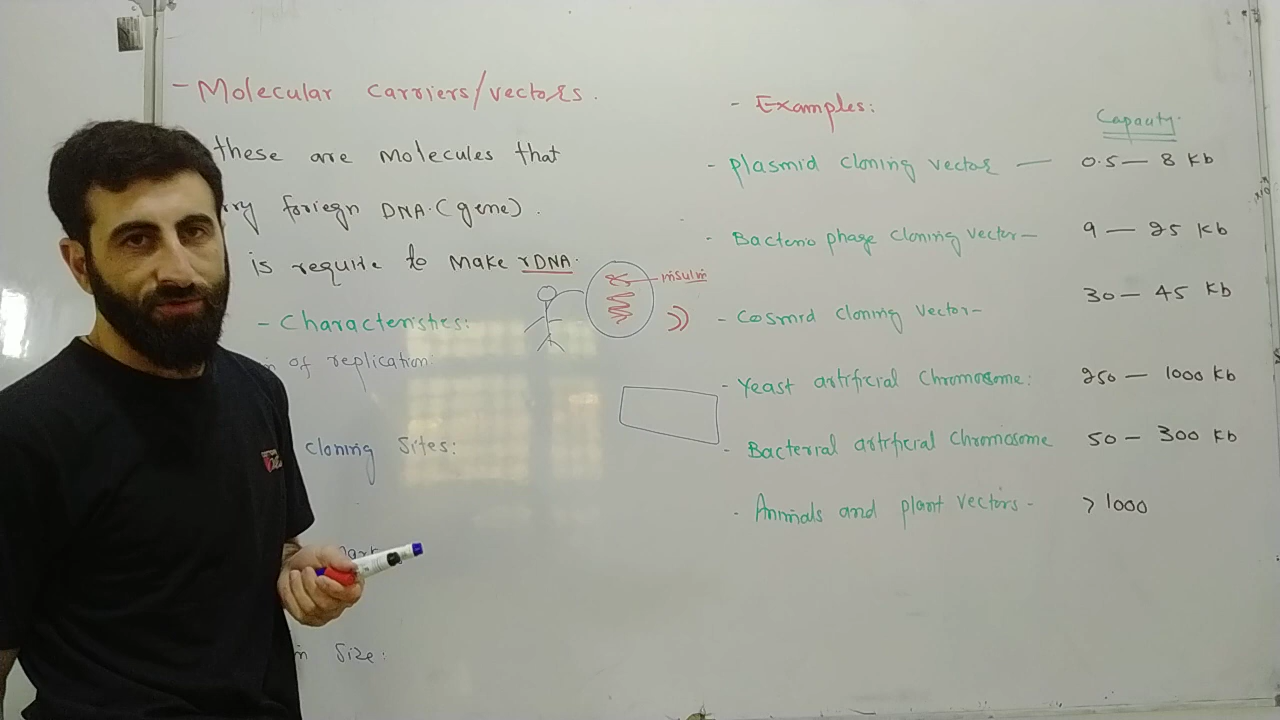 - Molecular carriers/vectors.
these are molecules that
rry foriegn DNA. (gene).
is requite to make rDNA.
- Characteristics:
n of replication:
cloning sites:
mar
n Size:
insulin
- Examples:
Capacity.
- Plasmid cloning vector — 0.5 — 8 Kb
- Bacterio phage cloning vector — 9 — 25 Kb
- Cosmid cloning vector - 30 — 45 Kb
- Yeast artificial chromosome: 250 — 1000 Kb
- Bacterial artificial chromosome 50 — 300 Kb
- Animals and plant vectors - > 1000